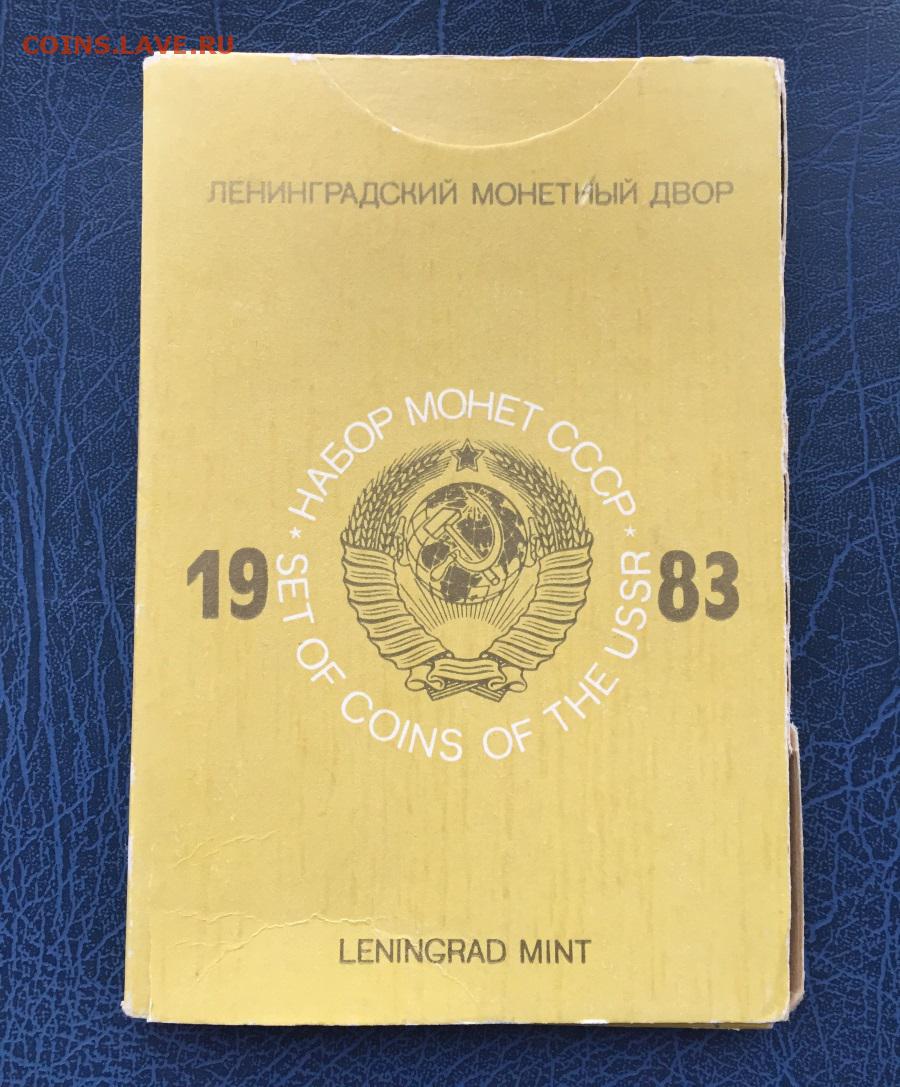 COINS.LAVE.RU
ЛЕНИНГРАДСКИЙ МОНЕТНЫЙ ДВОР
* НАБОР МОНЕТ СССР *
19 83
SET OF COINS OF THE USSR
LENINGRAD MINT